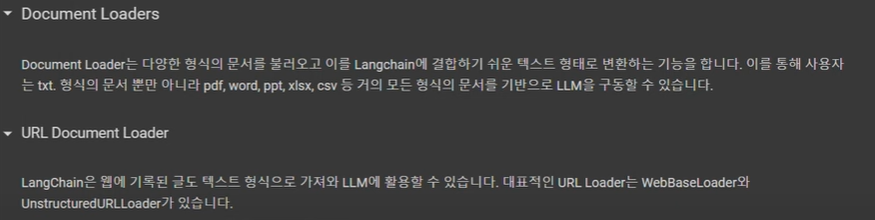 Document Loaders
Document Loader는 다양한 형식의 문서를 불러오고 이를 Langchain에 결합하기 쉬운 텍스트 형태로 변환하는 기능을 합니다. 이를 통해 사용자
는 txt. 형식의 문서 뿐만 아니라 pdf, word, ppt, xlsx, csv 등 거의 모든 형식의 문서를 기반으로 LLM을 구동할 수 있습니다.
URL Document Loader
LangChain은 웹에 기록된 글도 텍스트 형식으로 가져와 LLM에 활용할 수 있습니다. 대표적인 URL Loader는 WebBaseLoader와
UnstructuredURLLoader가 있습니다.